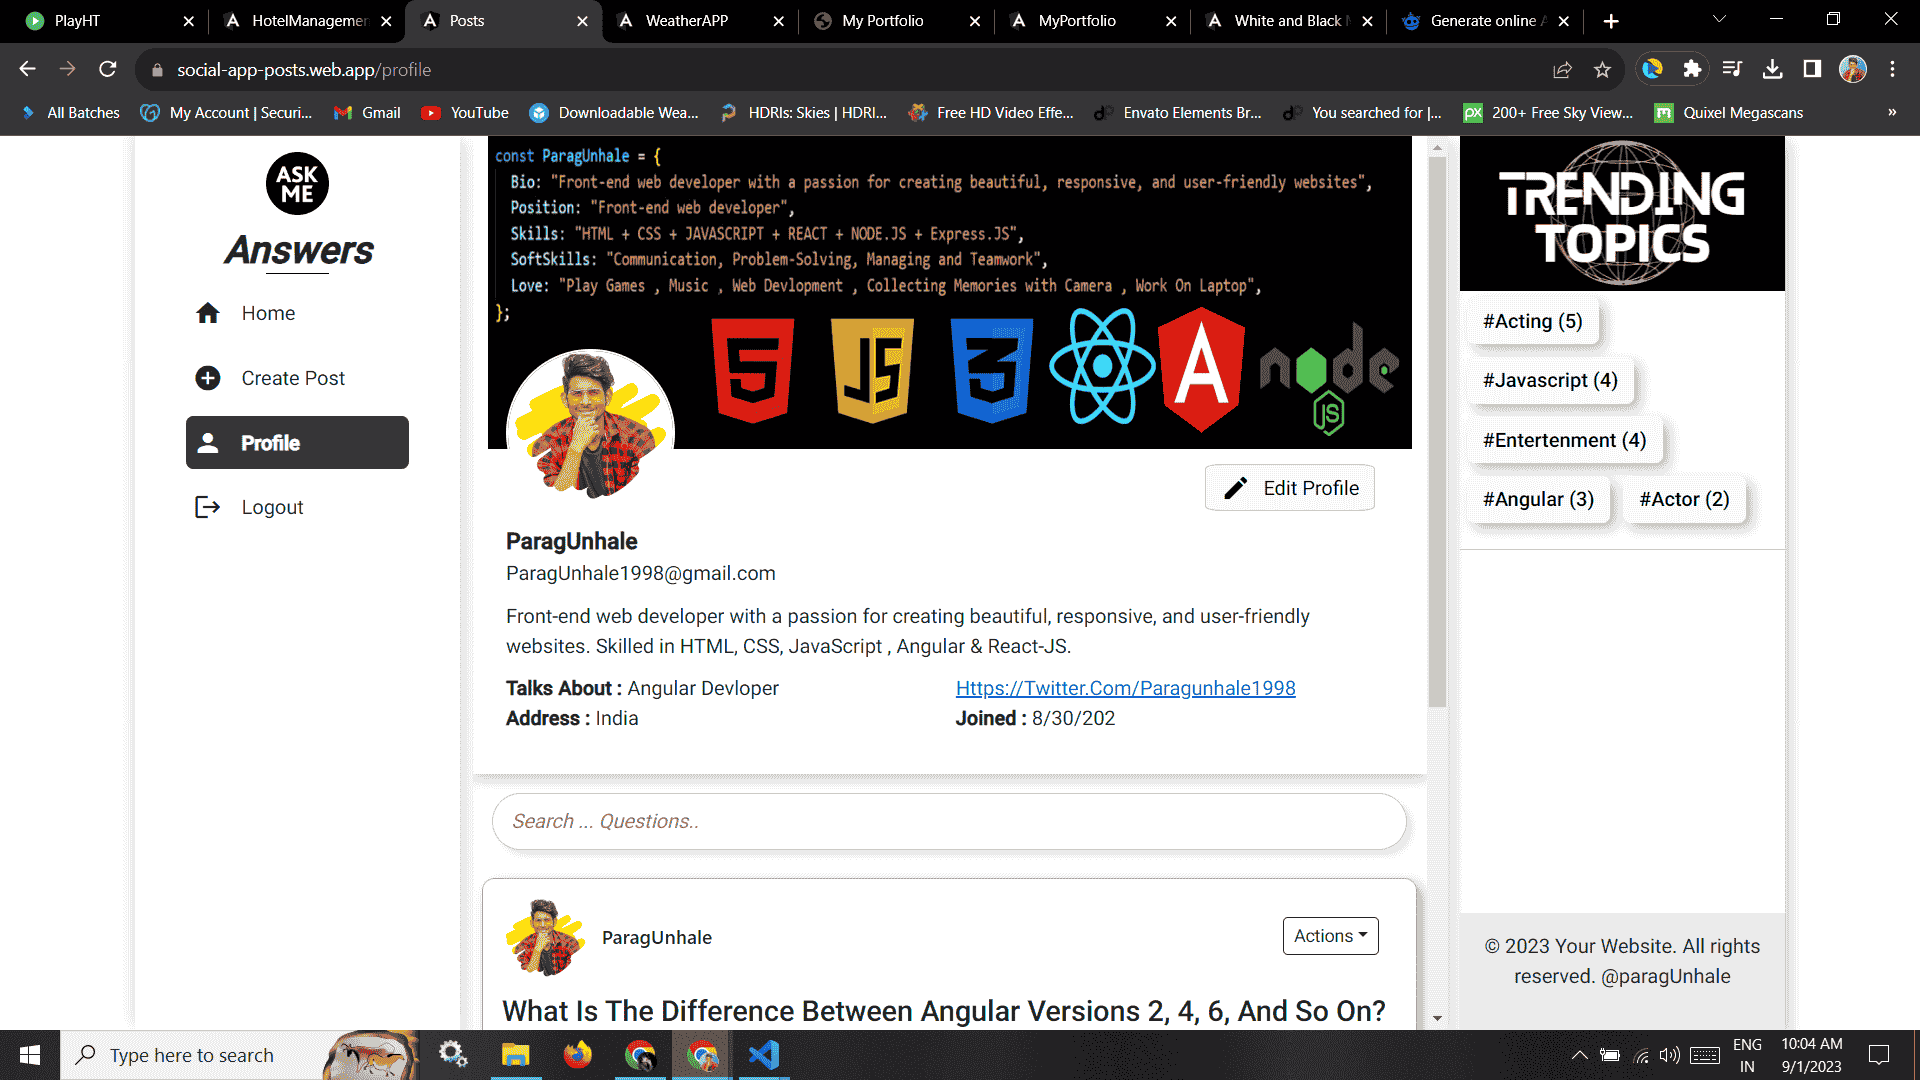 PlayHT
HotelManagemen
Posts
WeatherAPP
My Portfolio
MyPortfolio
White and Black
Generate online
social-app-posts.web.app/profile
All Batches
My Account | Securi...
Gmail
YouTube
Downloadable Wea...
HDRIs: Skies | HDRI...
Free HD Video Effe...
Envato Elements Br...
You searched for |...
200+ Free Sky View...
Quixel Megascans
»
ASK
ME
Answers
Home
Create Post
Profile
Logout
const ParagUnhale = {
Bio: "Front-end web developer with a passion for creating beautiful, responsive, and user-friendly websites",
Position: "Front-end web developer",
Skills: "HTML + CSS + JAVASCRIPT + REACT + NODE.JS + Express.JS",
SoftSkills: "Communication, Problem-Solving, Managing and Teamwork",
Love: "Play Games , Music , Web Devlopment , Collecting Memories with Camera , Work On Laptop",
};
5
JS
3
A
node
JS
Edit Profile
ParagUnhale
ParagUnhale1998@gmail.com
Front-end web developer with a passion for creating beautiful, responsive, and user-friendly
websites. Skilled in HTML, CSS, JavaScript , Angular & React-JS.
Talks About : Angular Devloper
Https://Twitter.Com/Paragunhale1998
Address : India
Joined : 8/30/202
Search ... Questions..
ParagUnhale
Actions
What Is The Difference Between Angular Versions 2, 4, 6, And So On?
TRENDING
TOPICS
#Acting (5)
#Javascript (4)
#Entertenment (4)
#Angular (3)
#Actor (2)
© 2023 Your Website. All rights
reserved. @paragUnhale
Type here to search
ENG
IN
10:04 AM
9/1/2023